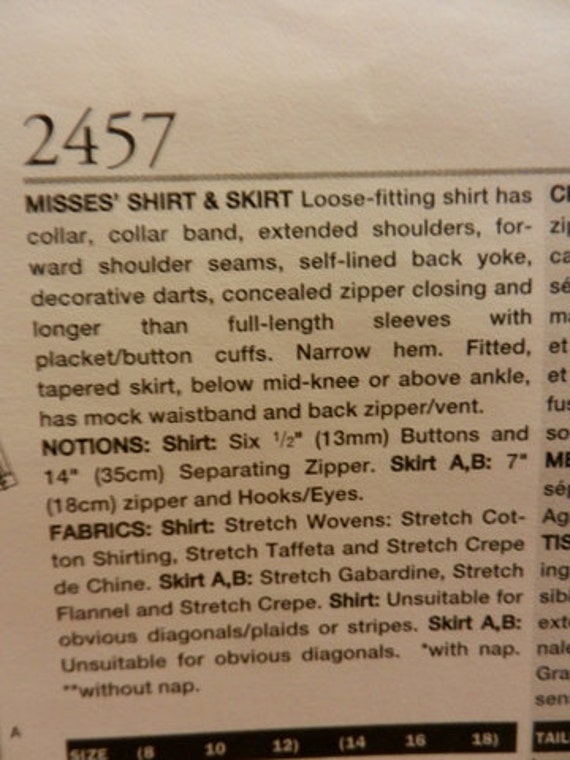 2457
MISSES' SHIRT & SKIRT Loose-fitting shirt has
collar, collar band, extended shoulders, for-
ward shoulder seams, self-lined back yoke,
decorative darts, concealed zipper closing and
longer than full-length sleeves with
placket/button cuffs. Narrow hem. Fitted,
tapered skirt, below mid-knee or above ankle,
has mock waistband and back zipper/vent.
NOTIONS: Shirt: Six 1/2" (13mm) Buttons and
14" (35cm) Separating Zipper. Skirt A,B: 7"
(18cm) zipper and Hooks/Eyes.
FABRICS: Shirt: Stretch Wovens: Stretch Cot-
ton Shirting, Stretch Taffeta and Stretch Crepe
de Chine. Skirt A,B: Stretch Gabardine, Stretch
Flannel and Stretch Crepe. Shirt: Unsuitable for
obvious diagonals/plaids or stripes. Skirt A,B:
Unsuitable for obvious diagonals. *with nap.
**without nap.
A
SIZE (8 10 12) (14 16 18)
et
et